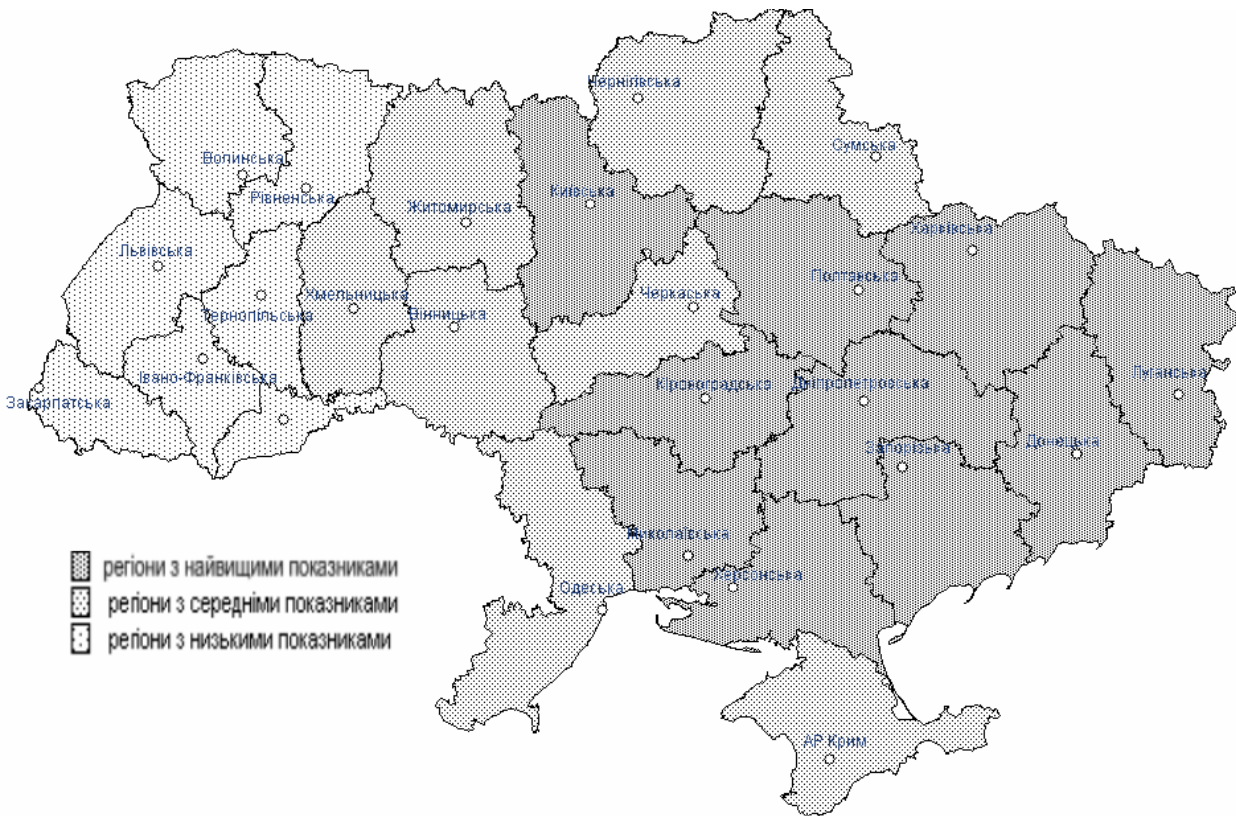 Чернігівська
Сумська
Волинська
Рівненська
Київська
Житомирська
Харківська
Львівська
Полтавська
Хмельницька
Черкаська
Тернопільська
Вінницька
Івано-Франківська
Закарпатська
Кіровоградська
Дніпропетровська
Луганська
Донецька
Запорізька
Миколаївська
Херсонська
Одеська
АР Крим
регіони з найвищими показниками
регіони з середніми показниками
регіони з низькими показниками